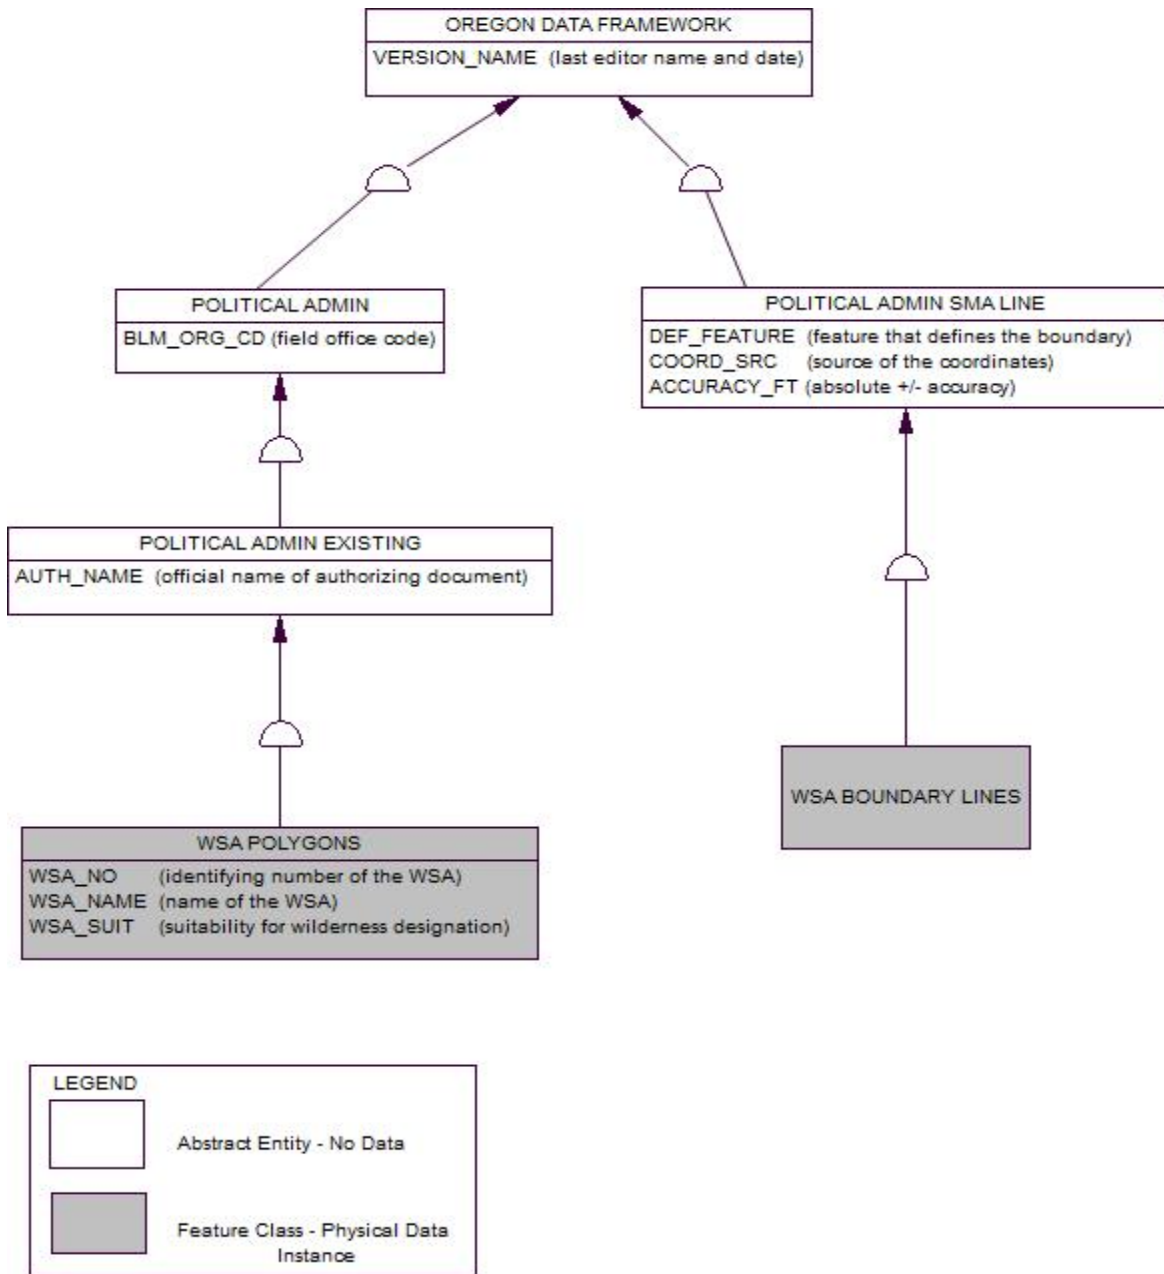 OREGON DATA FRAMEWORK
VERSION_NAME (last editor name and date)
POLITICAL ADMIN
BLM_ORG_CD (field office code)
POLITICAL ADMIN SMA LINE
DEF_FEATURE (feature that defines the boundary)
COORD_SRC (source of the coordinates)
ACCURACY_FT (absolute +/- accuracy)
POLITICAL ADMIN EXISTING
AUTH_NAME (official name of authorizing document)
WSA BOUNDARY LINES
WSA POLYGONS
WSA_NO (identifying number of the WSA)
WSA_NAME (name of the WSA)
WSA_SUIT (suitability for wilderness designation)
LEGEND
Abstract Entity - No Data
Feature Class - Physical Data
Instance